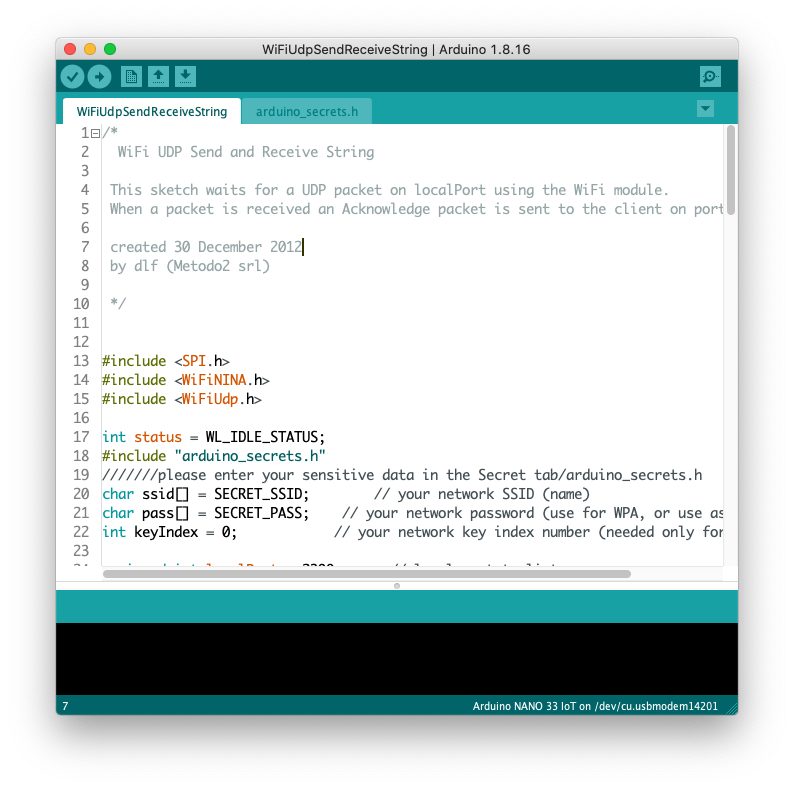 WiFiUdpSendReceiveString | Arduino 1.8.16
WiFiUdpSendReceiveString arduino_secrets.h
1 /*
2 WiFi UDP Send and Receive String
3
4 This sketch waits for a UDP packet on localPort using the WiFi module.
5 When a packet is received an Acknowledge packet is sent to the client on port
6
7 created 30 December 2012
8 by dlf (Metodo2 srl)
9
10 */
11
12
13 #include <SPI.h>
14 #include <WiFiNINA.h>
15 #include <WiFiUdp.h>
16
17 int status = WL_IDLE_STATUS;
18 #include "arduino_secrets.h"
19 ///////please enter your sensitive data in the Secret tab/arduino_secrets.h
20 char ssid[] = SECRET_SSID; // your network SSID (name)
21 char pass[] = SECRET_PASS; // your network password (use for WPA, or use as
22 int keyIndex = 0; // your network key index number (needed only for
23
7
Arduino NANO 33 IoT on /dev/cu.usbmodem14201